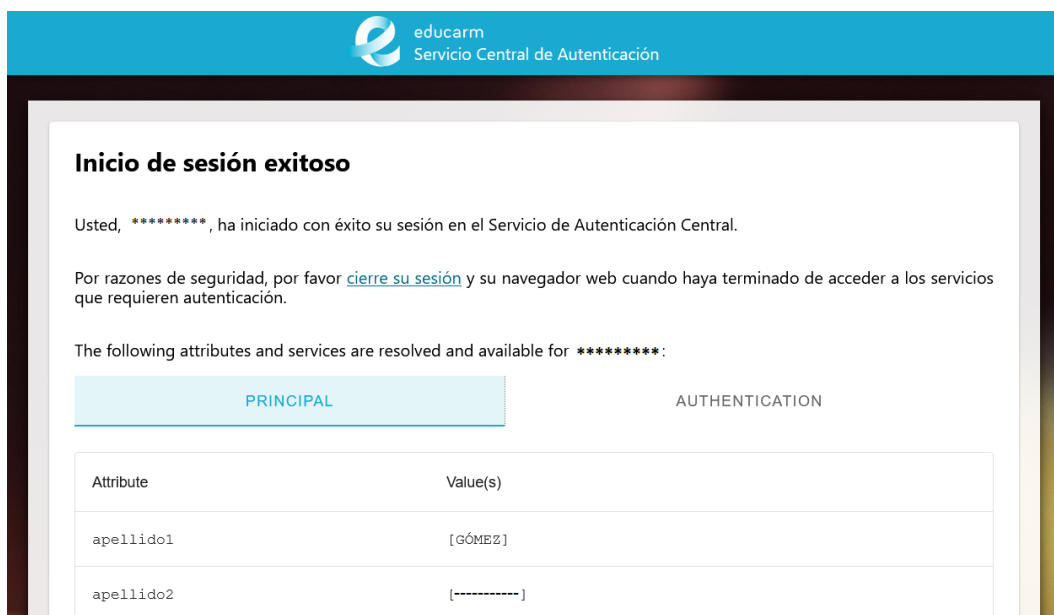 educarm
Servicio Central de Autenticación
Inicio de sesión exitoso
Usted, *********, ha iniciado con éxito su sesión en el Servicio de Autenticación Central.
Por razones de seguridad, por favor cierre su sesión y su navegador web cuando haya terminado de acceder a los servicios
que requieren autenticación.
The following attributes and services are resolved and available for *********:
PRINCIPAL AUTHENTICATION
Attribute Value(s)
apellido1 [GÓMEZ]
apellido2 [-----------]